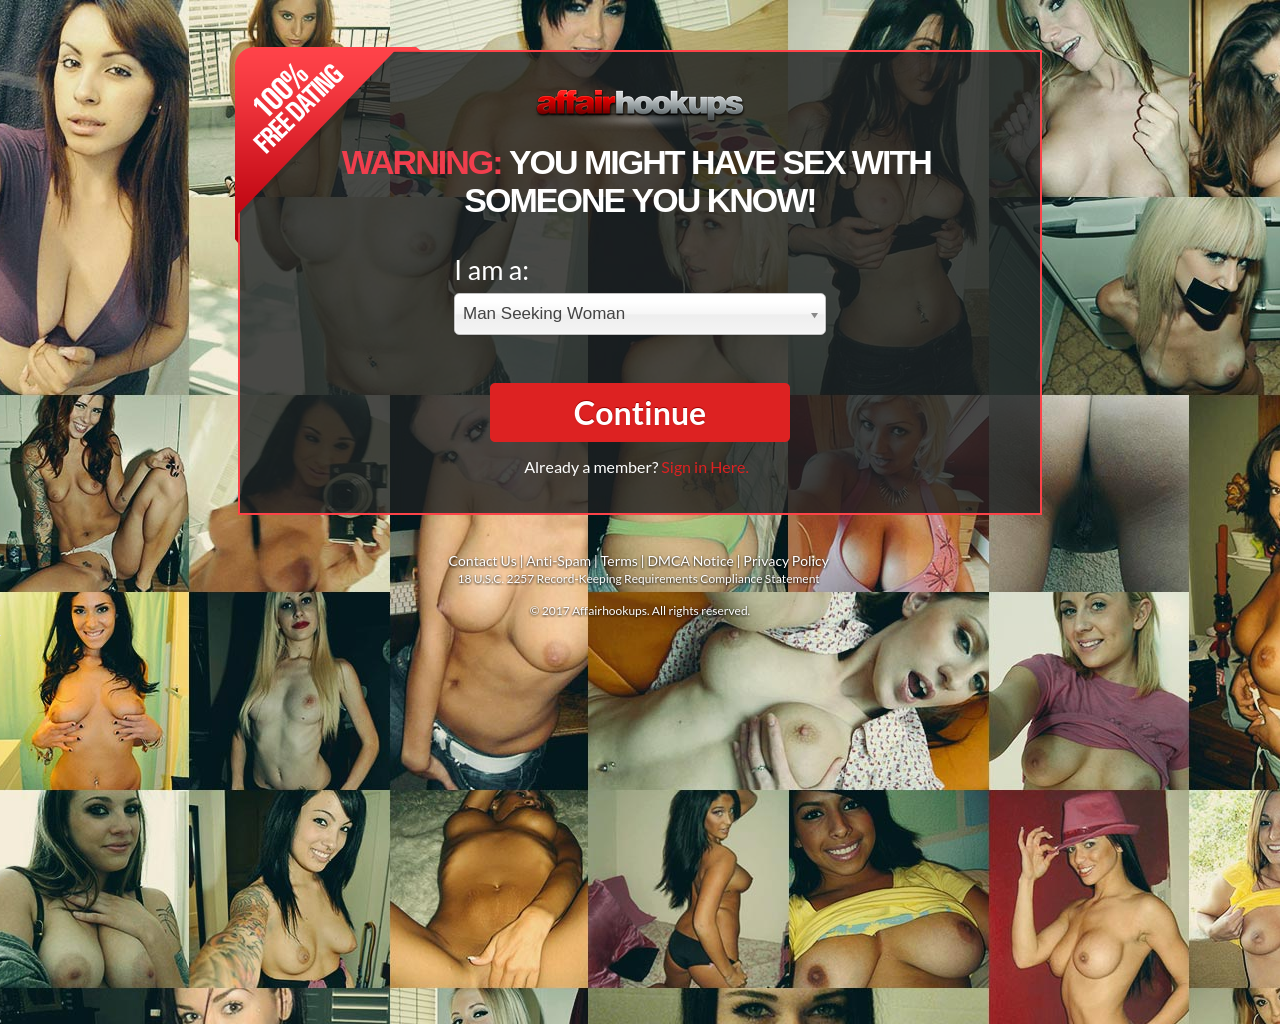 100%
FREE DATING
affairhookups
WARNING: YOU MIGHT HAVE SEX WITH
SOMEONE YOU KNOW!
I am a:
Man Seeking Woman
Continue
Already a member? Sign in Here.
Contact Us | Anti-Spam | Terms | DMCA Notice | Privacy Policy
18 U.S.C. 2257 Record-Keeping Requirements Compliance Statement
© 2017 Affairhookups. All rights reserved.